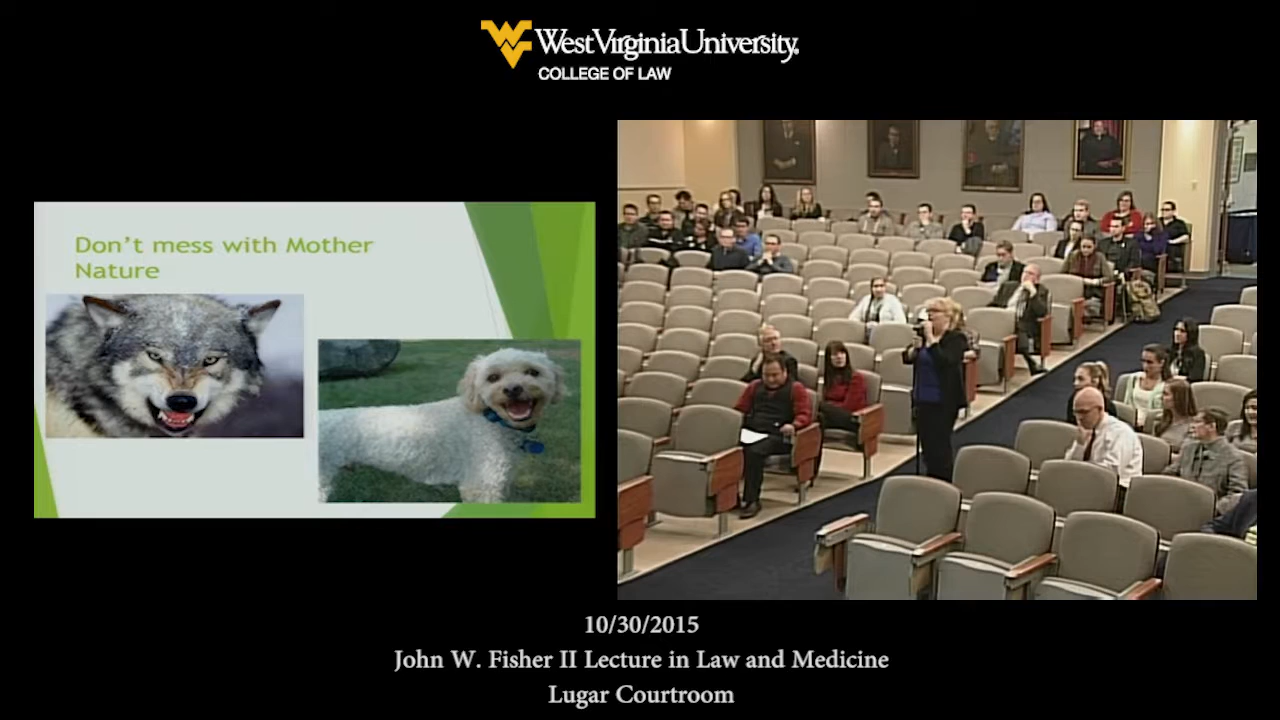 WestVirginiaUniversity.
COLLEGE OF LAW
Don't mess with Mother
Nature
10/30/2015
John W. Fisher II Lecture in Law and Medicine
Lugar Courtroom